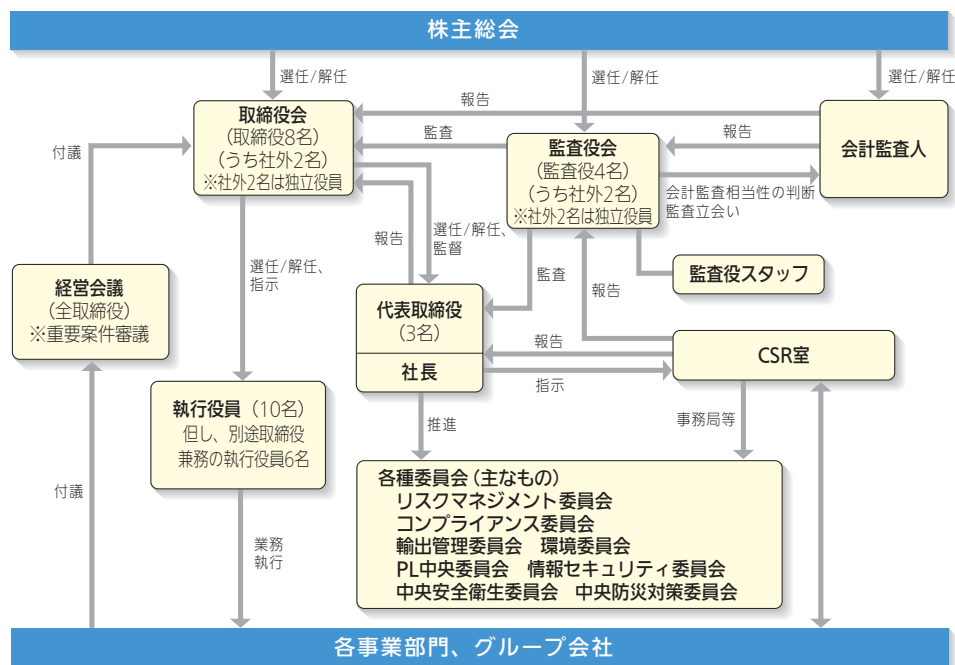 株主総会
選任/解任
選任/解任
選任/解任
報告
取締役会
(取締役8名)
(うち社外2名)
※社外2名は独立役員
監査
報告
会計監査人
付議
監査役会
(監査役4名)
(うち社外2名)
※社外2名は独立役員
会計監査相当性の判断
監査立会い
選任/解任、
監督
報告
選任/解任、
指示
監査
報告
監査役スタッフ
経営会議
(全取締役)
※重要案件審議
代表取締役
(3名)
社長
報告
指示
CSR室
執行役員(10名)
但し、別途取締役
兼務の執行役員6名
推進
事務局等
付議
業務
執行
各種委員会(主なもの)
リスクマネジメント委員会
コンプライアンス委員会
輸出管理委員会　環境委員会
PL中央委員会　情報セキュリティ委員会
中央安全衛生委員会　中央防災対策委員会
各事業部門、グループ会社